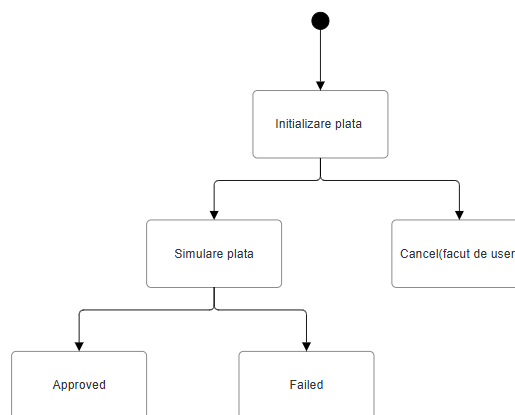 Initializare plata
Simulare plata
Cancel(facut de user
Approved
Failed